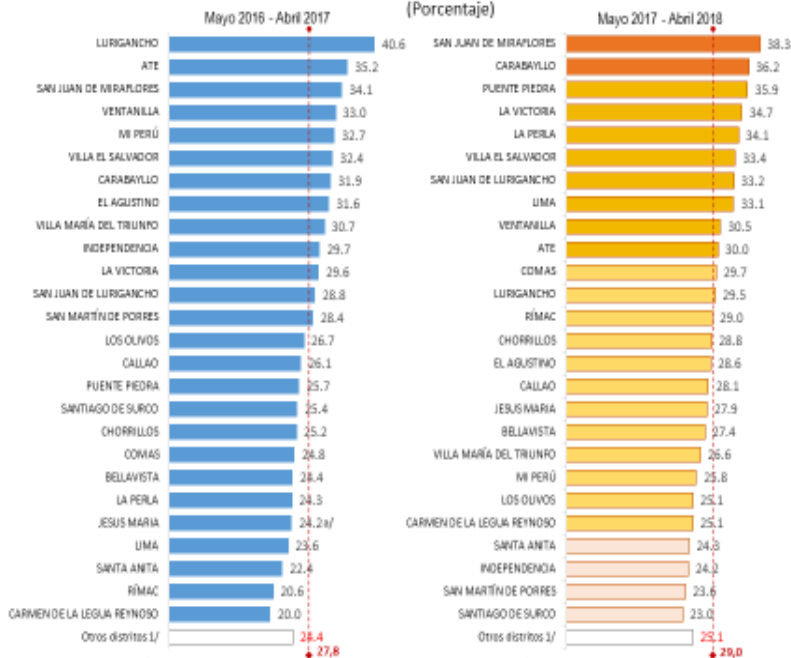 (Porcentaje)
Mayo 2016 - Abril 2017
LURIGANCHO 40.6
ATE 35.2
SAN JUAN DE MIRAFLORES 34.1
VENTANILLA 33.0
MI PERÚ 32.7
VILLA EL SALVADOR 32.4
CARABAYLLO 31.9
EL AGUSTINO 31.6
VILLA MARÍA DEL TRIUNFO 30.7
INDEPENDENCIA 29.7
LA VICTORIA 29.6
SAN JUAN DE LURIGANCHO 28.8
SAN MARTÍN DE PORRES 28.4
LOS OLIVOS 26.7
CALLAO 26.1
PUENTE PIEDRA 25.7
SANTIAGO DE SURCO 25.4
CHORRILLOS 25.2
COMAS 24.8
BELLAVISTA 24.4
LA PERLA 24.3
JESUS MARIA 24.2a/
LIMA 23.6
SANTA ANITA 22.4
RÍMAC 20.6
CARMEN DE LA LEGUA REYNOSO 20.0
Otros distritos 1/ 24.4
27,8
Mayo 2017 - Abril 2018
SAN JUAN DE MIRAFLORES 38.3
CARABAYLLO 36.2
PUENTE PIEDRA 35.9
LA VICTORIA 34.7
LA PERLA 34.1
VILLA EL SALVADOR 33.4
SAN JUAN DE LURIGANCHO 33.2
LIMA 33.1
VENTANILLA 30.5
ATE 30.0
COMAS 29.7
LURIGANCHO 29.5
RÍMAC 29.0
CHORRILLOS 28.8
EL AGUSTINO 28.6
CALLAO 28.1
JESUS MARIA 27.9
BELLAVISTA 27.4
VILLA MARÍA DEL TRIUNFO 26.6
MI PERÚ 25.8
LOS OLIVOS 25.1
CARMEN DE LA LEGUA REYNOSO 25.1
SANTA ANITA 24.3
INDEPENDENCIA 24.2
SAN MARTÍN DE PORRES 23.6
SANTIAGO DE SURCO 23.0
Otros distritos 1/ 25.1
29,0